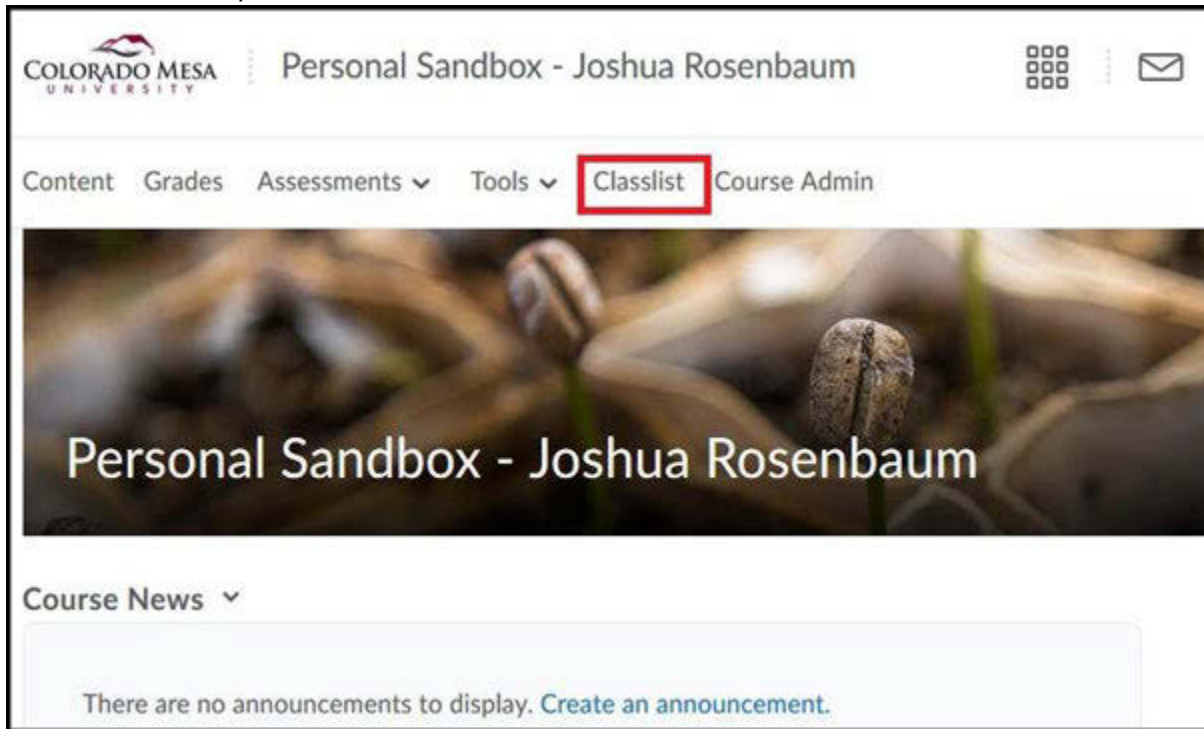 COLORADO MESA
UNIVERSITY
Personal Sandbox - Joshua Rosenbaum
Content Grades Assessments Tools Classlist Course Admin
Personal Sandbox - Joshua Rosenbaum
Course News
There are no announcements to display. Create an announcement.